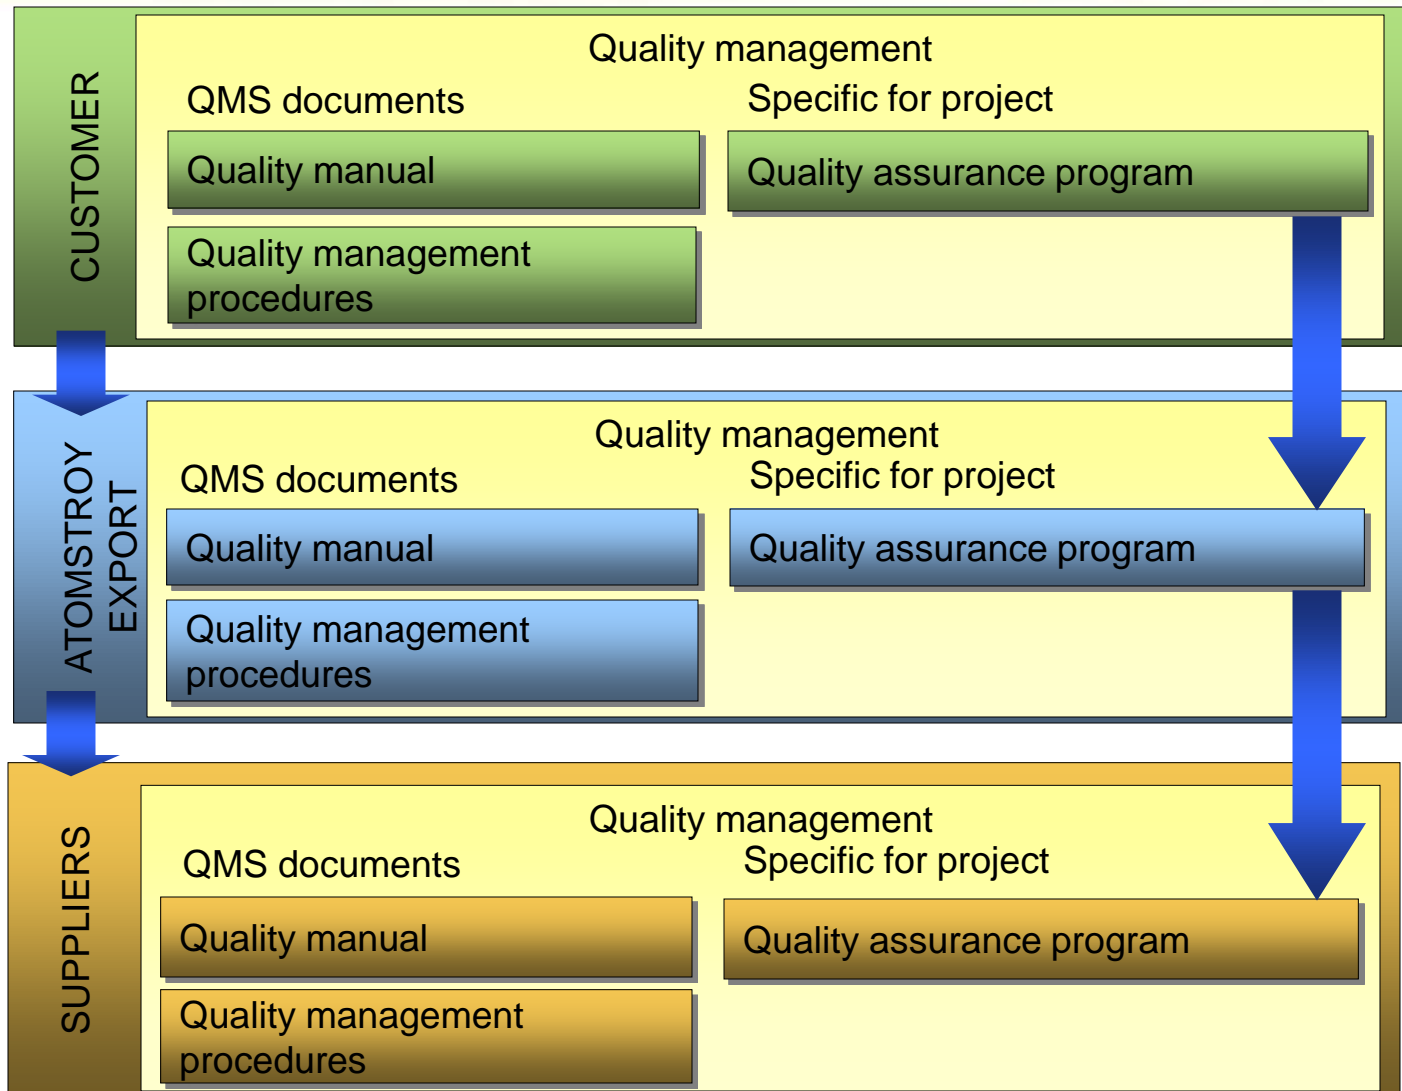 CUSTOMER
Quality management
QMS documents
Specific for project
Quality manual
Quality assurance program
Quality management
procedures
ATOMSTROY
EXPORT
Quality management
QMS documents
Specific for project
Quality manual
Quality assurance program
Quality management
procedures
SUPPLIERS
Quality management
QMS documents
Specific for project
Quality manual
Quality assurance program
Quality management
procedures